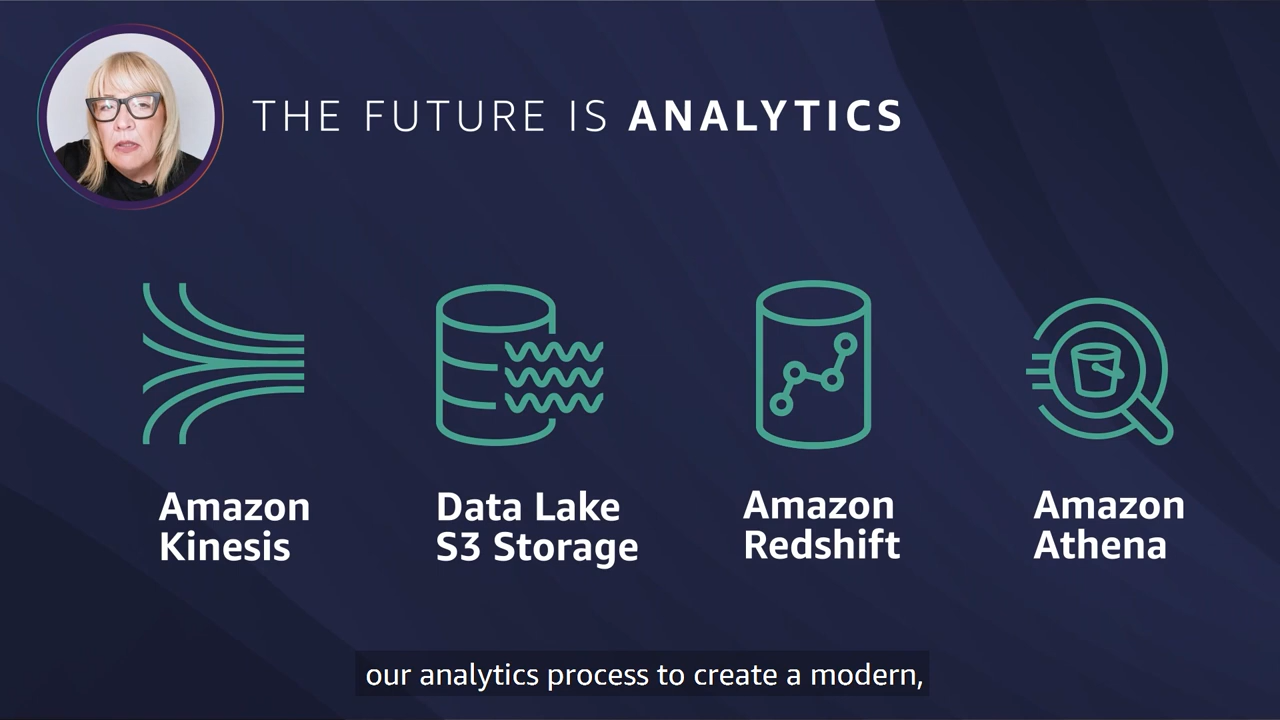 THE FUTURE IS ANALYTICS
Amazon
Kinesis
Data Lake
S3 Storage
Amazon
Redshift
Amazon
Athena
our analytics process to create a modern,